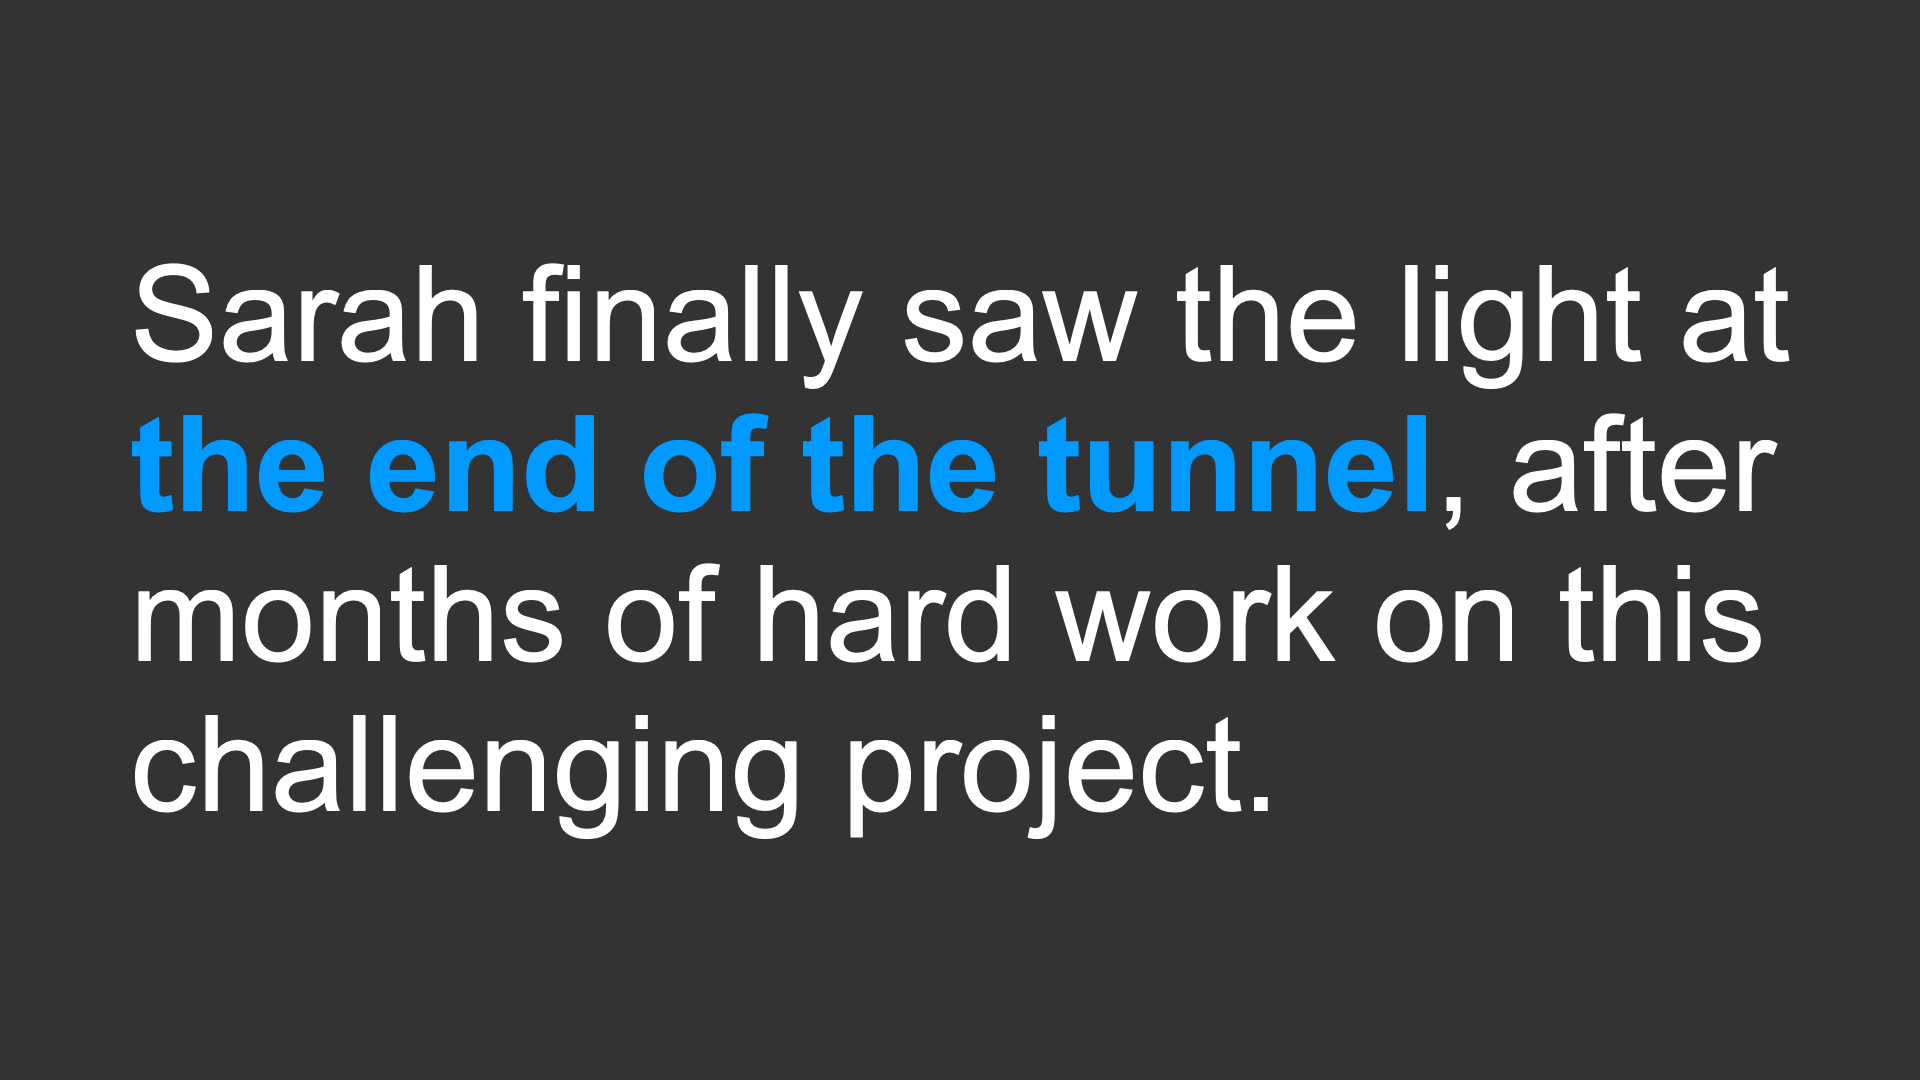 Sarah finally saw the light at
the end of the tunnel, after
months of hard work on this
challenging project.